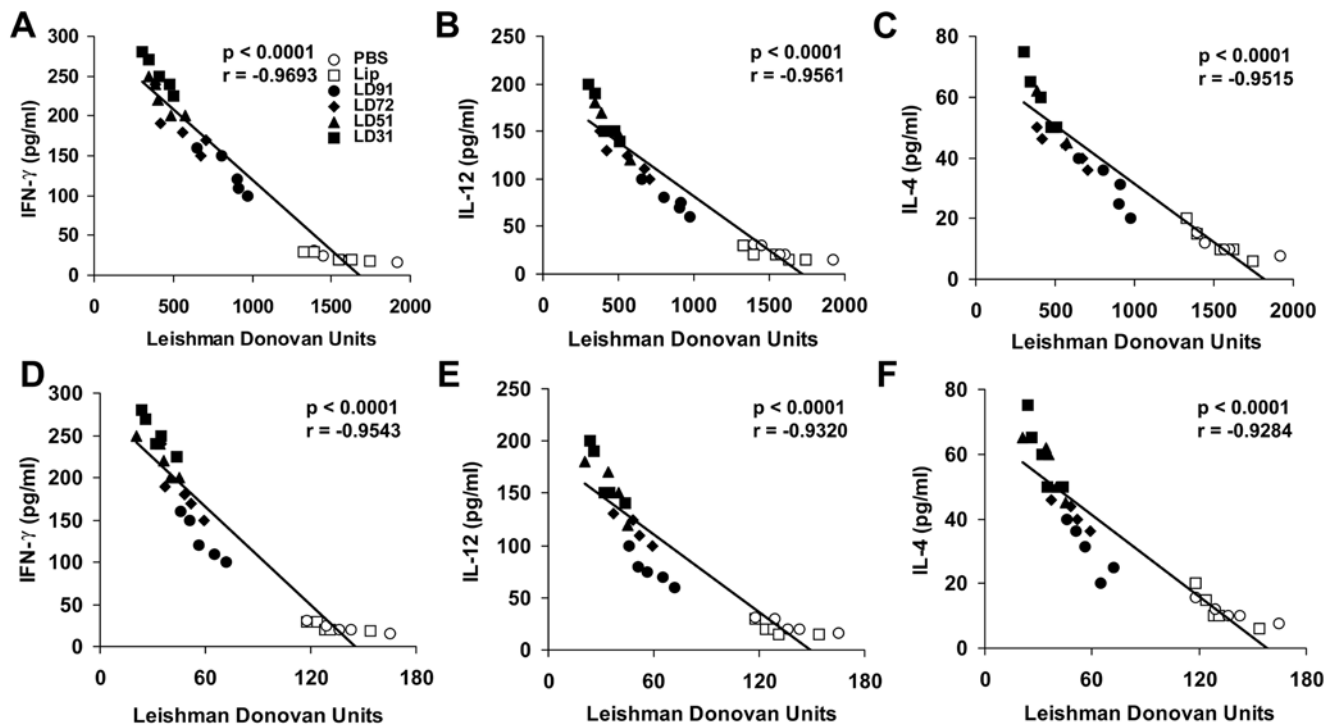 A
IFN-γ (pg/ml)
300
250
200
150
100
50
0
0 500 1000 1500 2000
Leishman Donovan Units
p < 0.0001
r = -0.9693
PBS
Lip
LD91
LD72
LD51
LD31
B
IL-12 (pg/ml)
250
200
150
100
50
0
0 500 1000 1500 2000
Leishman Donovan Units
p < 0.0001
r = -0.9561
C
IL-4 (pg/ml)
80
60
40
20
0
0 500 1000 1500 2000
Leishman Donovan Units
p < 0.0001
r = -0.9515
D
IFN-γ (pg/ml)
300
250
200
150
100
50
0
0 60 120 180
Leishman Donovan Units
p < 0.0001
r = -0.9543
E
IL-12 (pg/ml)
250
200
150
100
50
0
0 60 120 180
Leishman Donovan Units
p < 0.0001
r = -0.9320
F
IL-4 (pg/ml)
80
60
40
20
0
0 60 120 180
Leishman Donovan Units
p < 0.0001
r = -0.9284